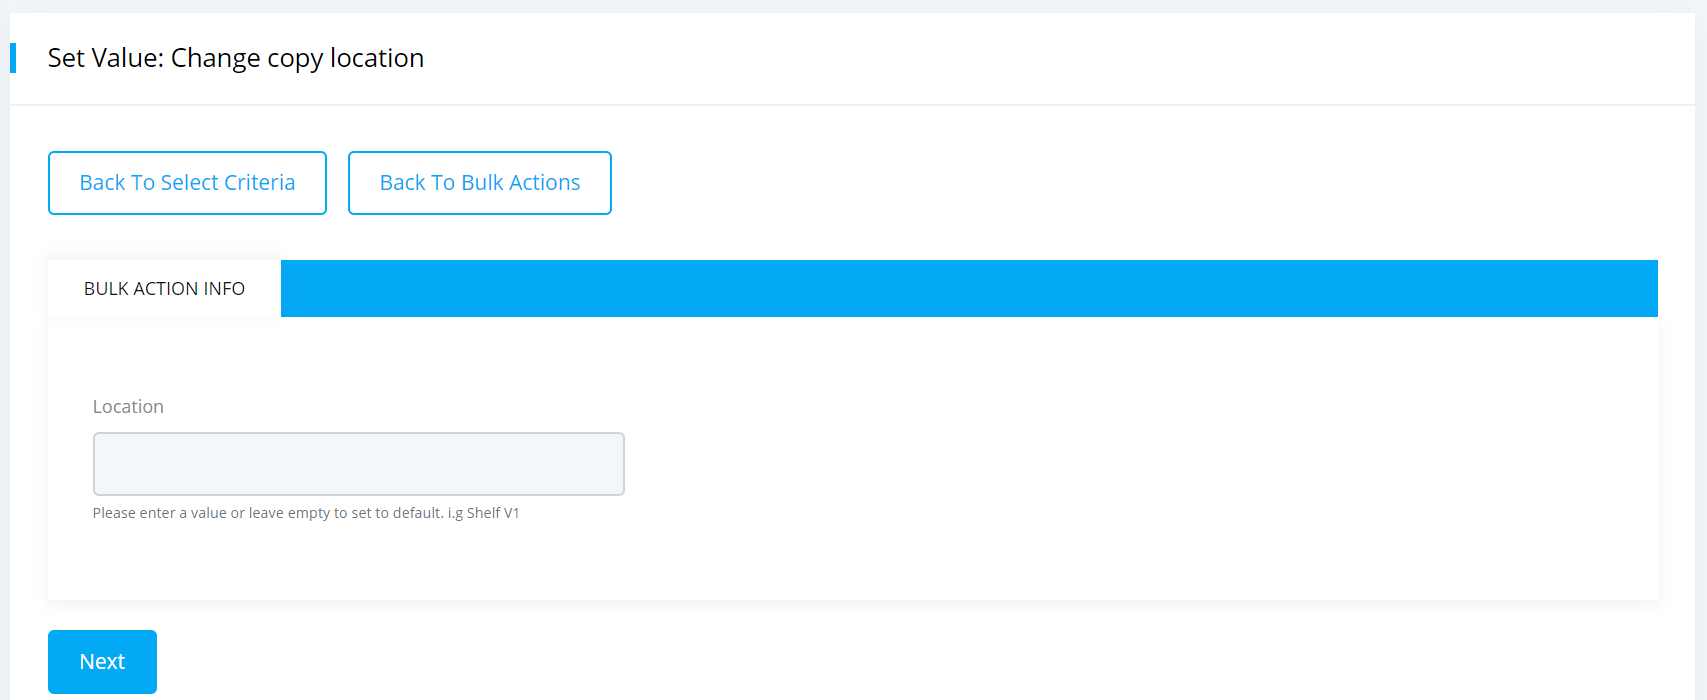 Set Value: Change copy location
Back To Select Criteria
Back To Bulk Actions
BULK ACTION INFO
Location
Please enter a value or leave empty to set to default. i.g Shelf V1
Next